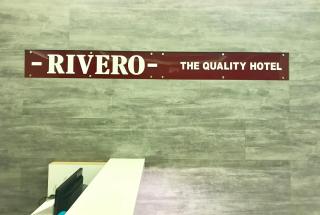 -RIVERO- THE QUALITY HOTEL